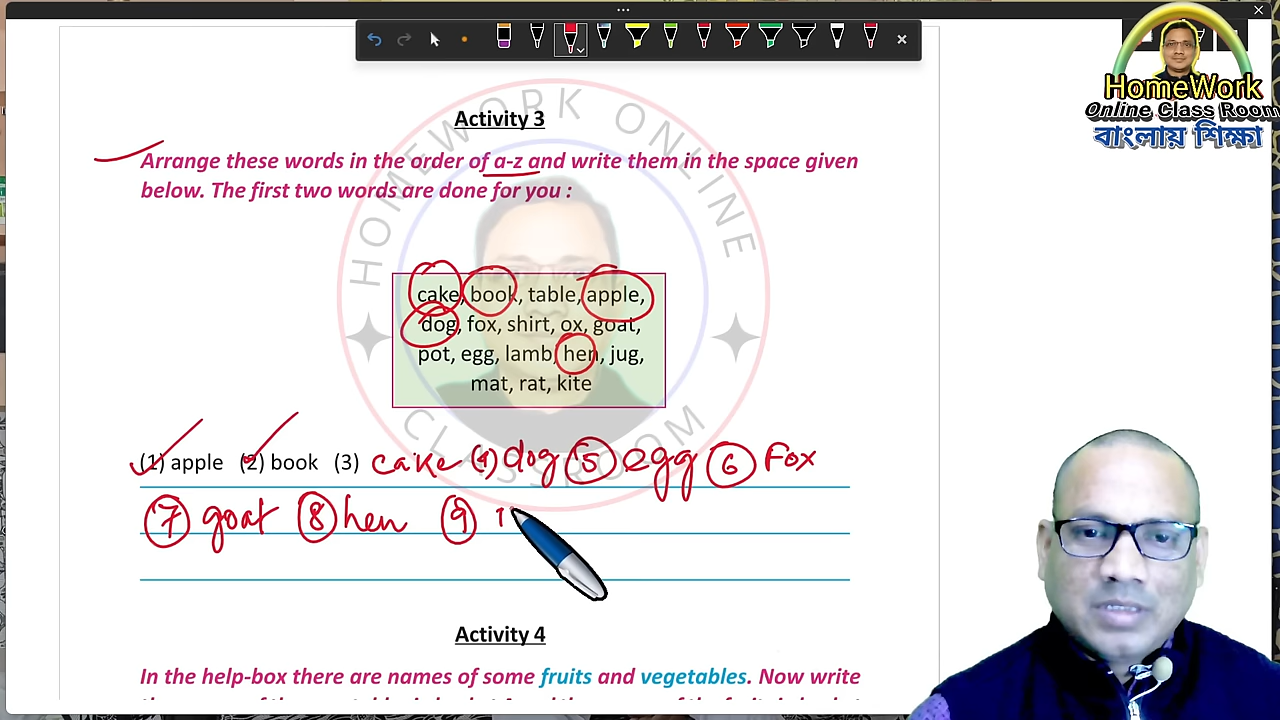 HomeWork
Online Class Room
বাংলায় শিক্ষা
HOMEWORK ONLINE
CLASSROOM
Activity 3
Arrange these words in the order of a-z and write them in the space given
below. The first two words are done for you :
cake, book, table, apple,
dog, fox, shirt, ox, goat,
pot, egg, lamb, hen, jug,
mat, rat, kite
(1) apple (2) book (3) cake (4) dog 5 egg 6 Fox
7 goat 8 hen 9
Activity 4
In the help-box there are names of some fruits and vegetables. Now write